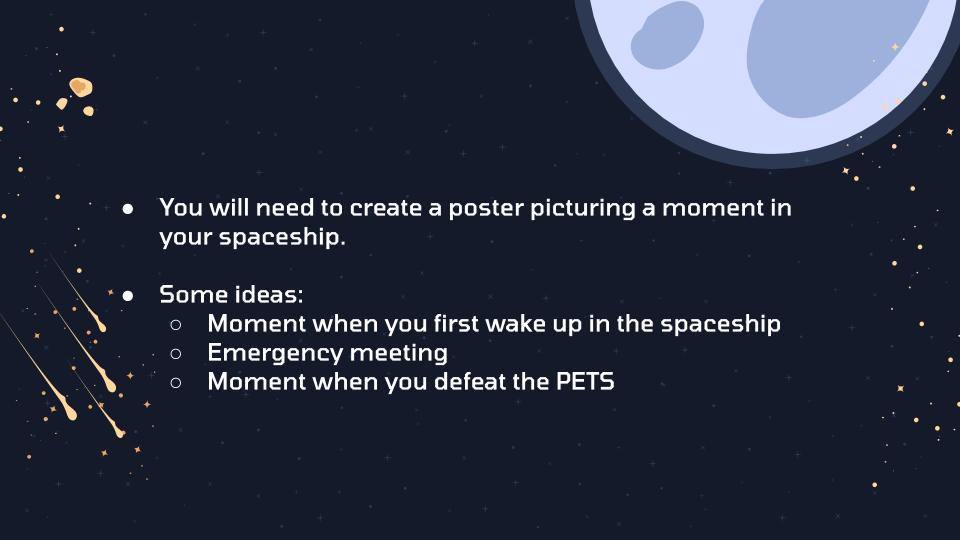 ● You will need to create a poster picturing a moment in
your spaceship.
● Some ideas:
○ Moment when you first wake up in the spaceship
○ Emergency meeting
○ Moment when you defeat the PETS